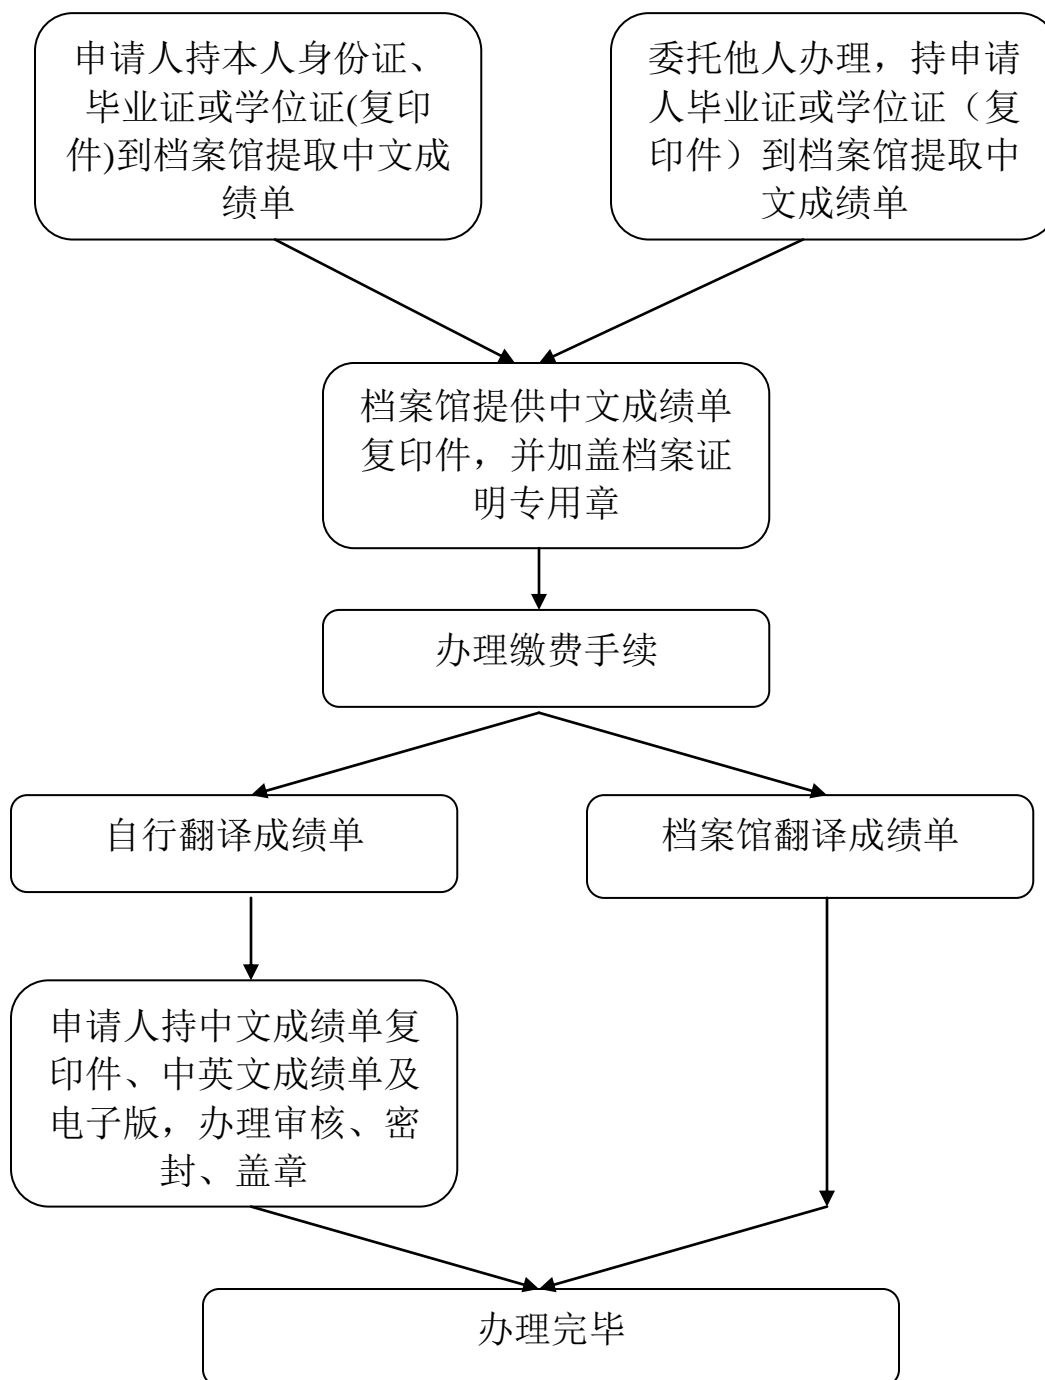 申请人持本人身份证、
毕业证或学位证(复印
件)到档案馆提取中文成
绩单
委托他人办理，持申请
人毕业证或学位证（复
印件）到档案馆提取中
文成绩单
档案馆提供中文成绩单
复印件，并加盖档案证
明专用章
办理缴费手续
自行翻译成绩单
档案馆翻译成绩单
申请人持中文成绩单复
印件、中英文成绩单及
电子版，办理审核、密
封、盖章
办理完毕